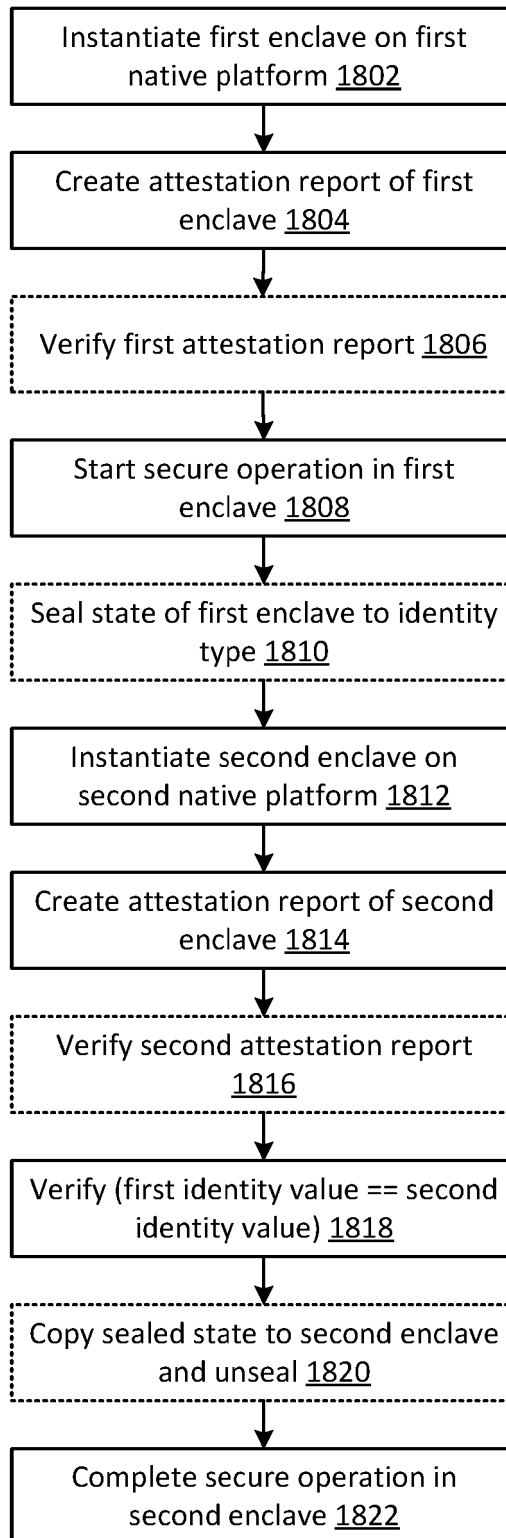 Instantiate first enclave on first
native platform 1802
Create attestation report of first
enclave 1804
Verify first attestation report 1806
Start secure operation in first
enclave 1808
Seal state of first enclave to identity
type 1810
Instantiate second enclave on
second native platform 1812
Create attestation report of second
enclave 1814
Verify second attestation report
1816
Verify (first identity value == second
identity value) 1818
Copy sealed state to second enclave
and unseal 1820
Complete secure operation in
second enclave 1822